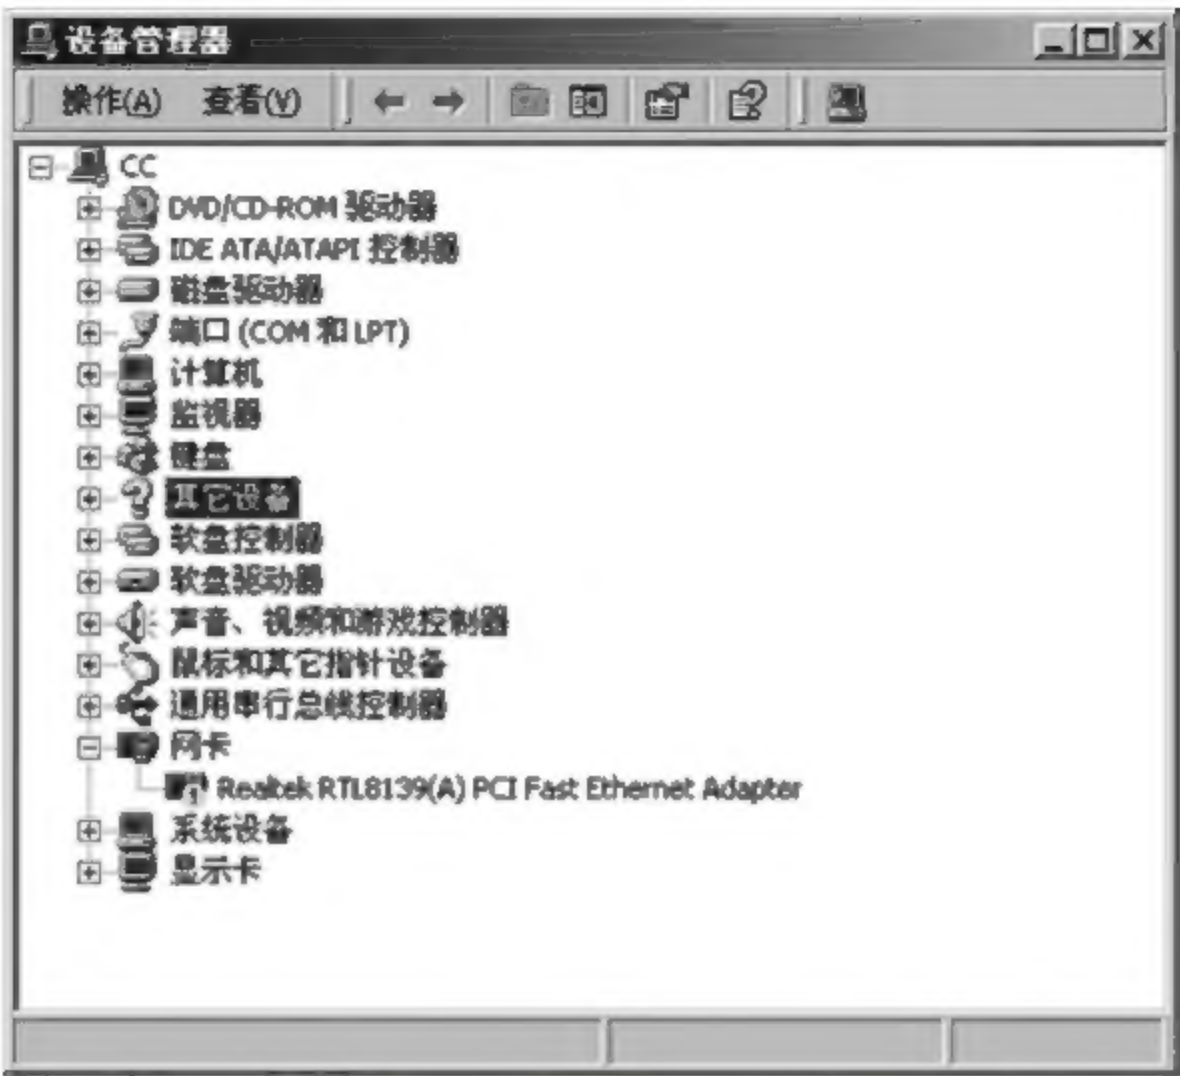 设备管理器
操作(A) 查看(V)
CC
DVD/CD-ROM 驱动器
IDE ATA/ATAPI 控制器
磁盘驱动器
端口 (COM 和 LPT)
计算机
监视器
键盘
其它设备
软盘控制器
软盘驱动器
声音、视频和游戏控制器
鼠标和其它指针设备
通用串行总线控制器
网卡
Realtek RTL8139(A) PCI Fast Ethernet Adapter
系统设备
显示卡